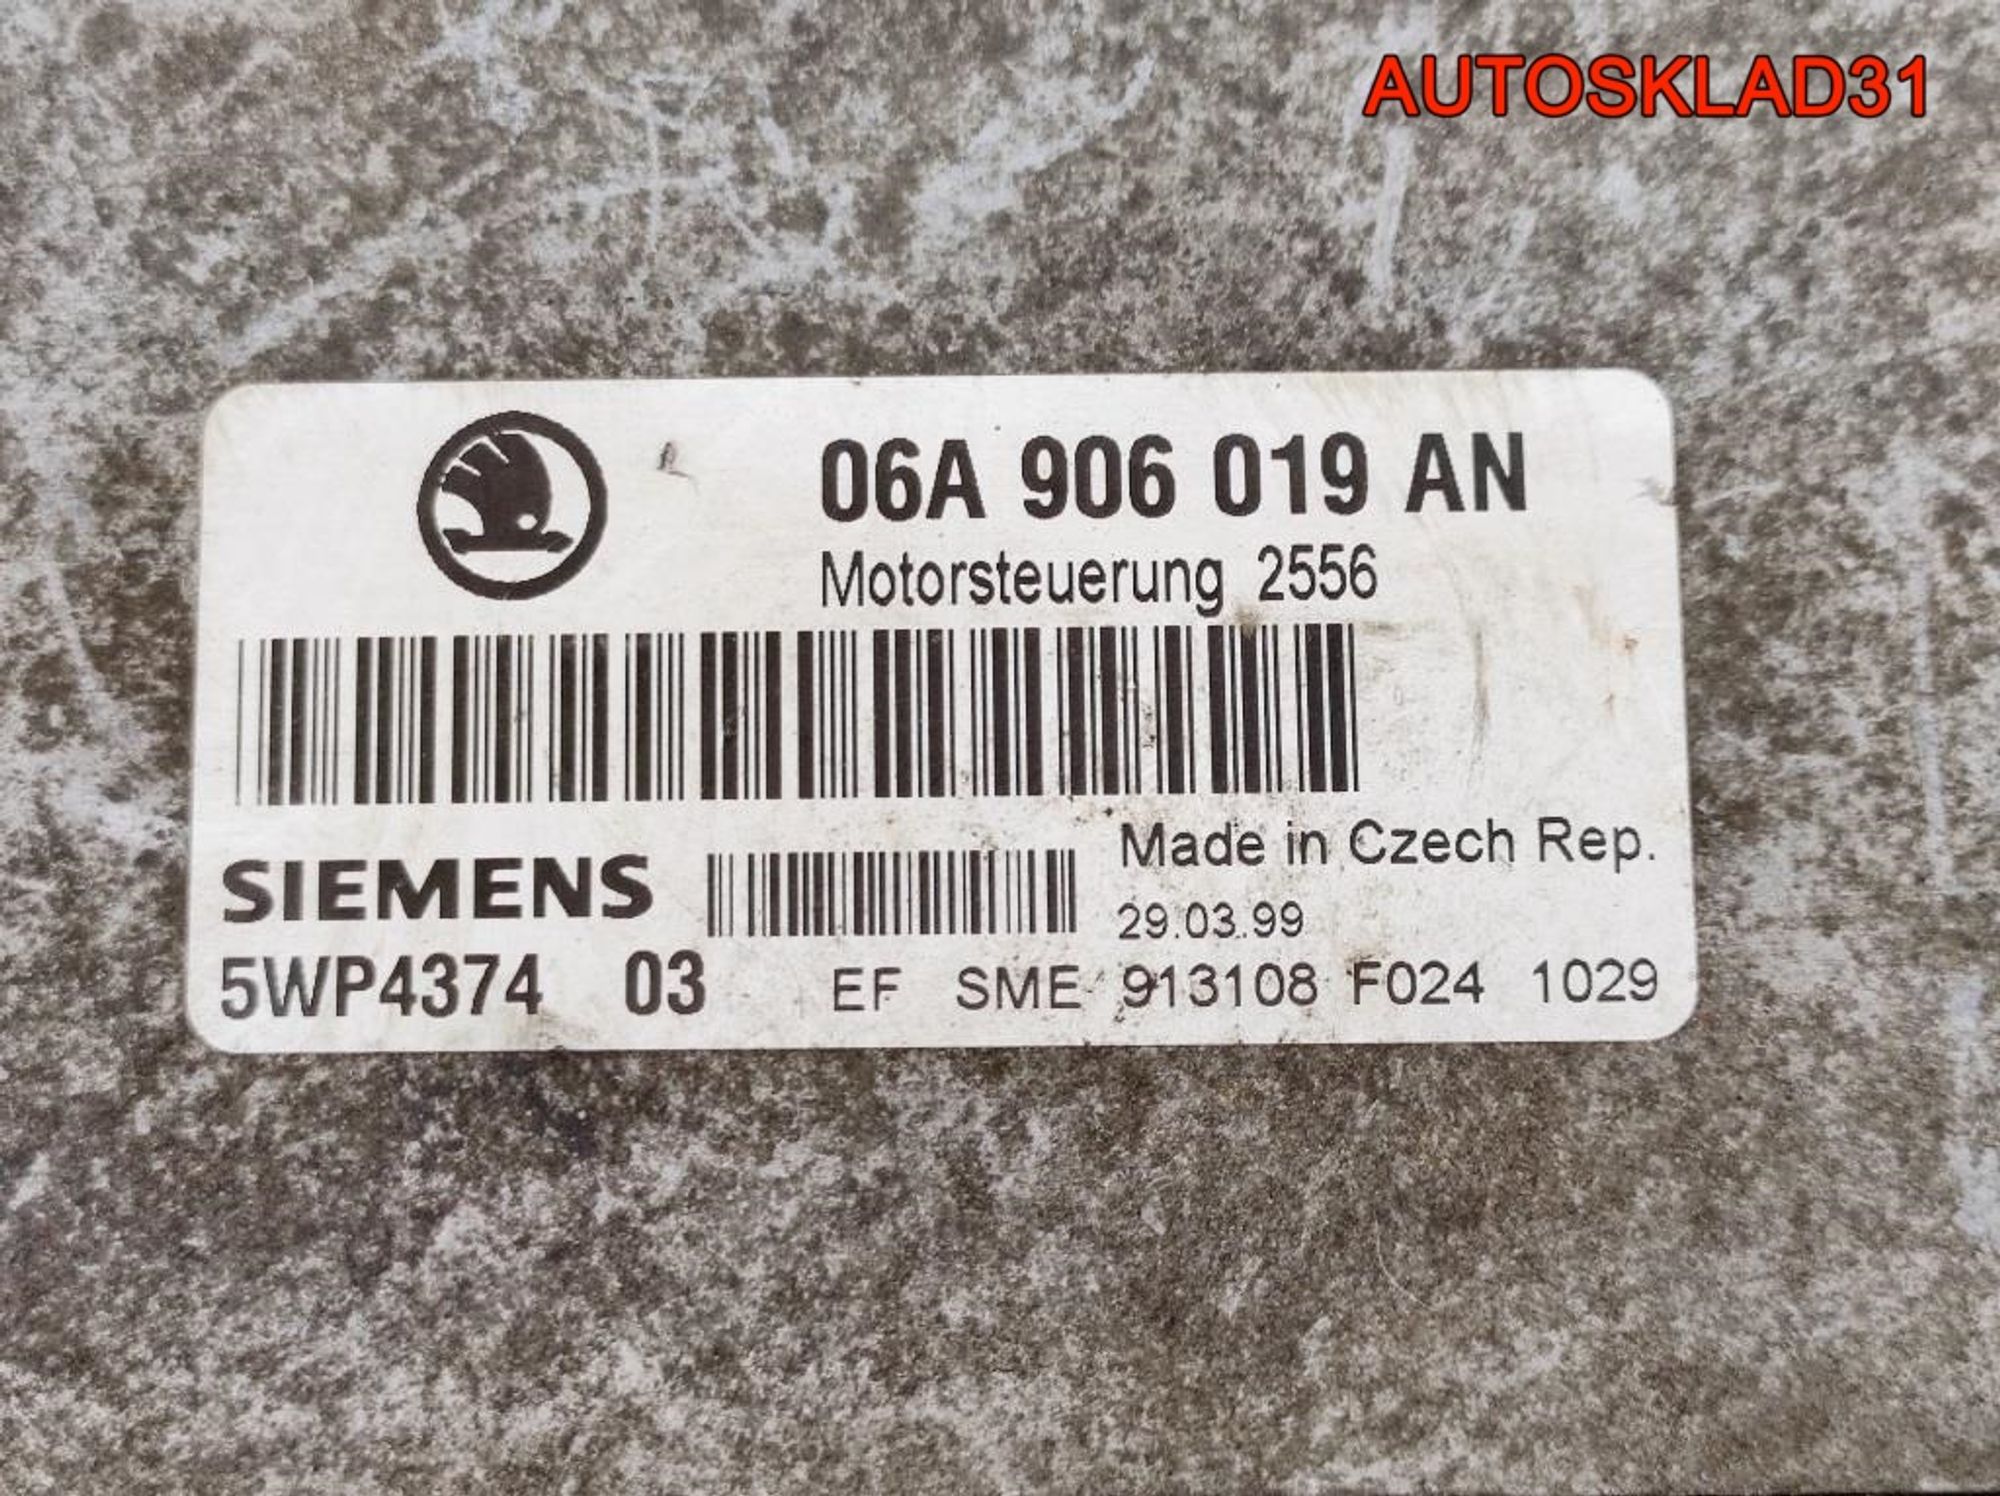 AUTOSKLAD31
06A 906 019 AN
Motorsteuerung 2556
SIEMENS
Made in Czech Rep.
29.03.99
5WP4374 03 EF SME 913108 F024 1029